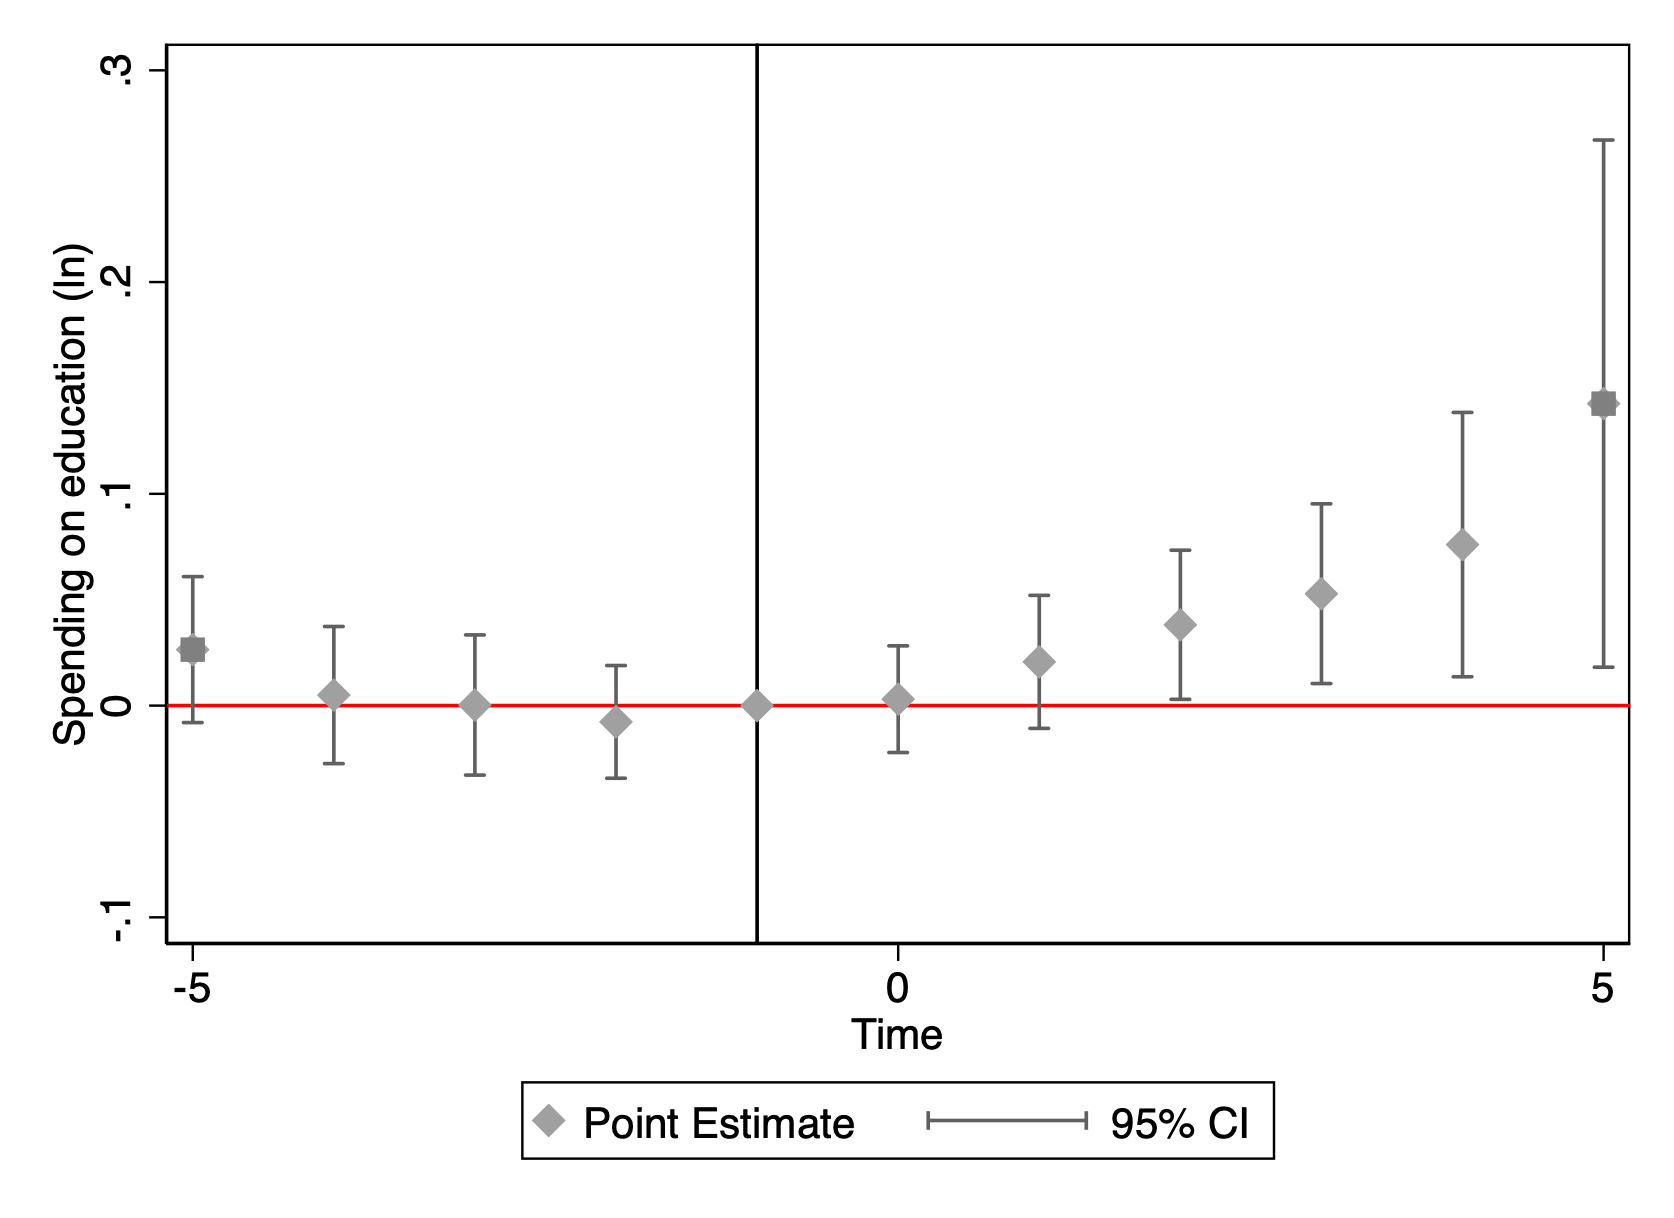 .3
.2
.1
0
-.1
Spending on education (ln)
-5 0 5
Time
Point Estimate 95% CI